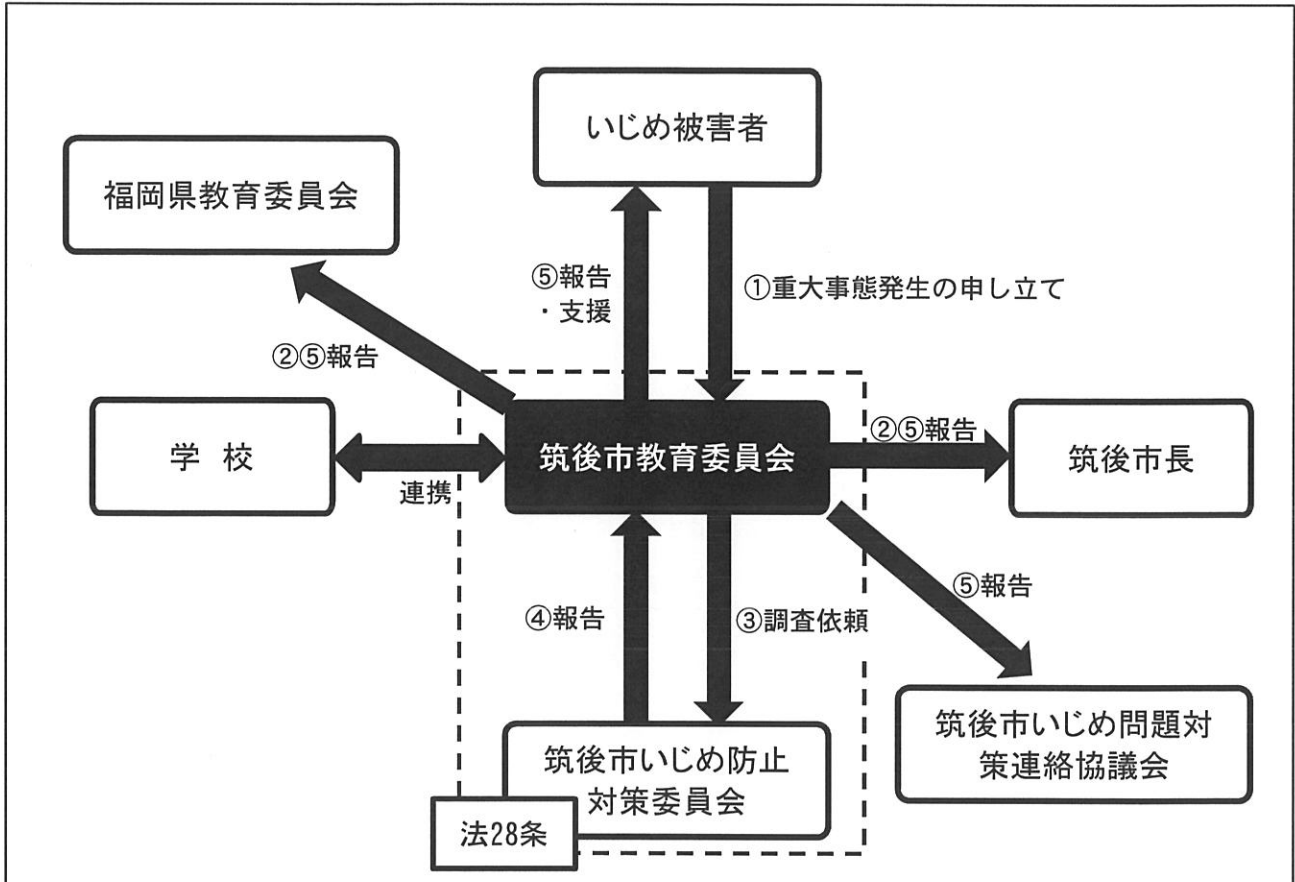 いじめ被害者
福岡県教育委員会
⑤報告
・支援
①重大事態発生の申し立て
②⑤報告
学 校
連携
筑後市教育委員会
②⑤報告
筑後市長
④報告
③調査依頼
⑤報告
筑後市いじめ防止
対策委員会
法28条
筑後市いじめ問題対
策連絡協議会